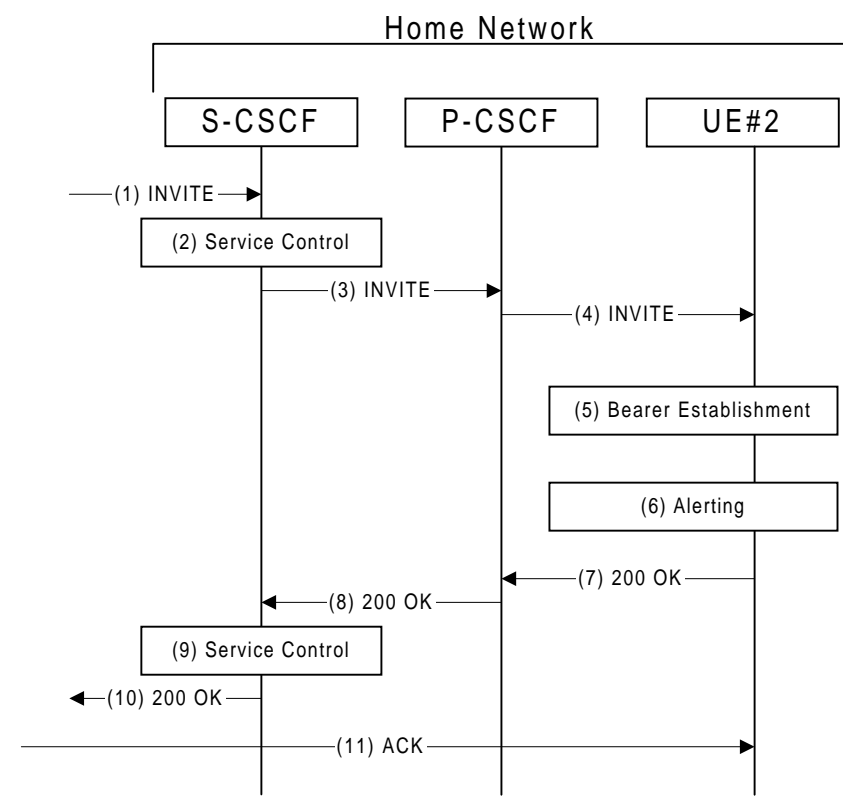 Home Network
S-CSCF P-CSCF UE#2
(1) INVITE
(2) Service Control
(3) INVITE
(4) INVITE
(5) Bearer Establishment
(6) Alerting
(7) 200 OK
(8) 200 OK
(9) Service Control
(10) 200 OK
(11) ACK